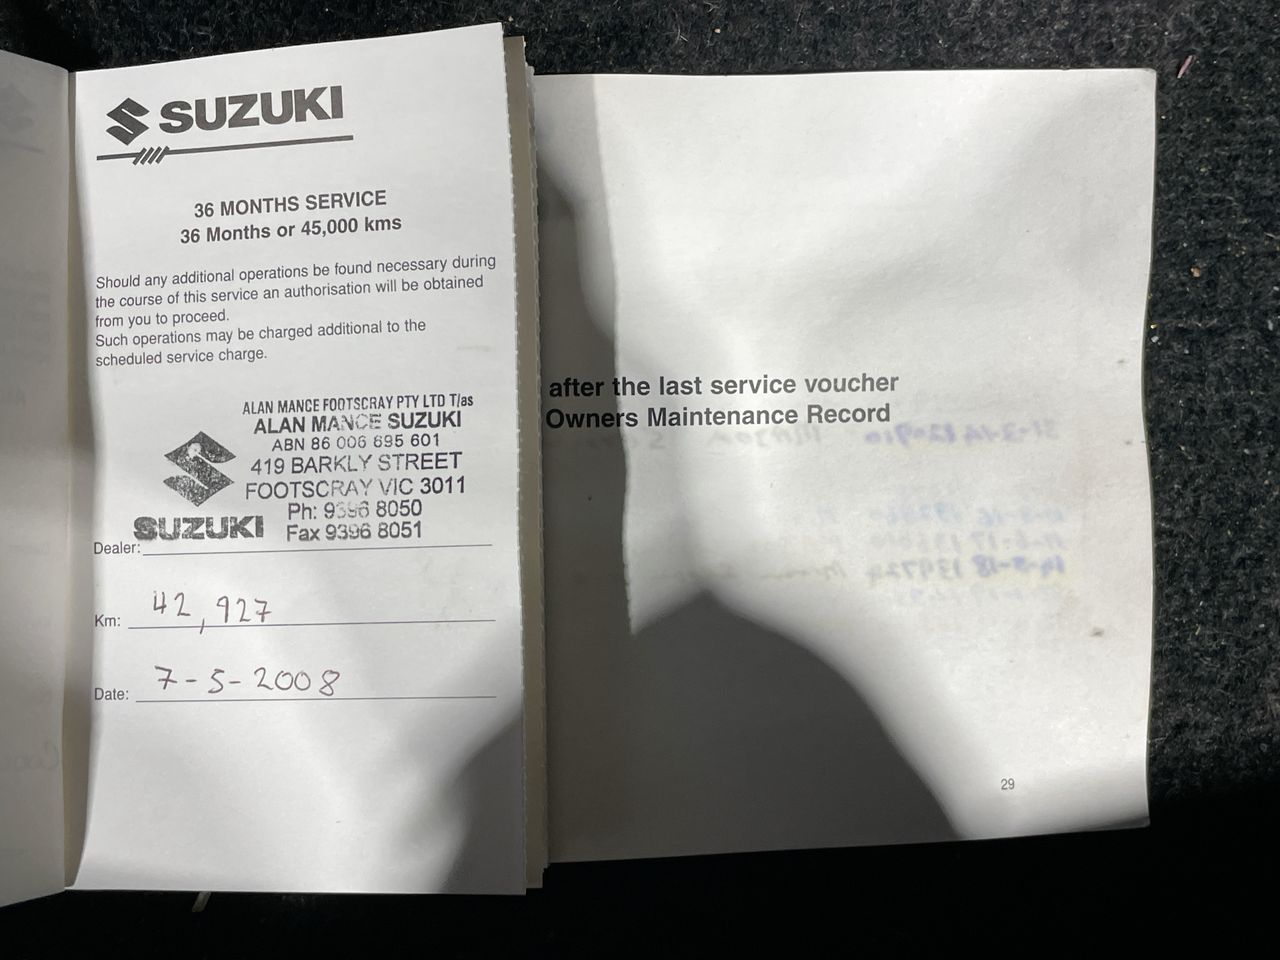 SUZUKI
36 MONTHS SERVICE
36 Months or 45,000 kms
Should any additional operations be found necessary during
the course of this service an authorisation will be obtained
from you to proceed.
Such operations may be charged additional to the
scheduled service charge.
ALAN MANCE FOOTSCRAY PTY LTD T/as
ALAN MANCE SUZUKI
ABN 86 006 695 601
419 BARKLY STREET
FOOTSCRAY VIC 3011
Ph: 9396 8050
Fax 9396 8051
SUZUKI
Dealer:
Km: 42,927
Date: 7-5-2008
after the last service voucher
Owners Maintenance Record
29